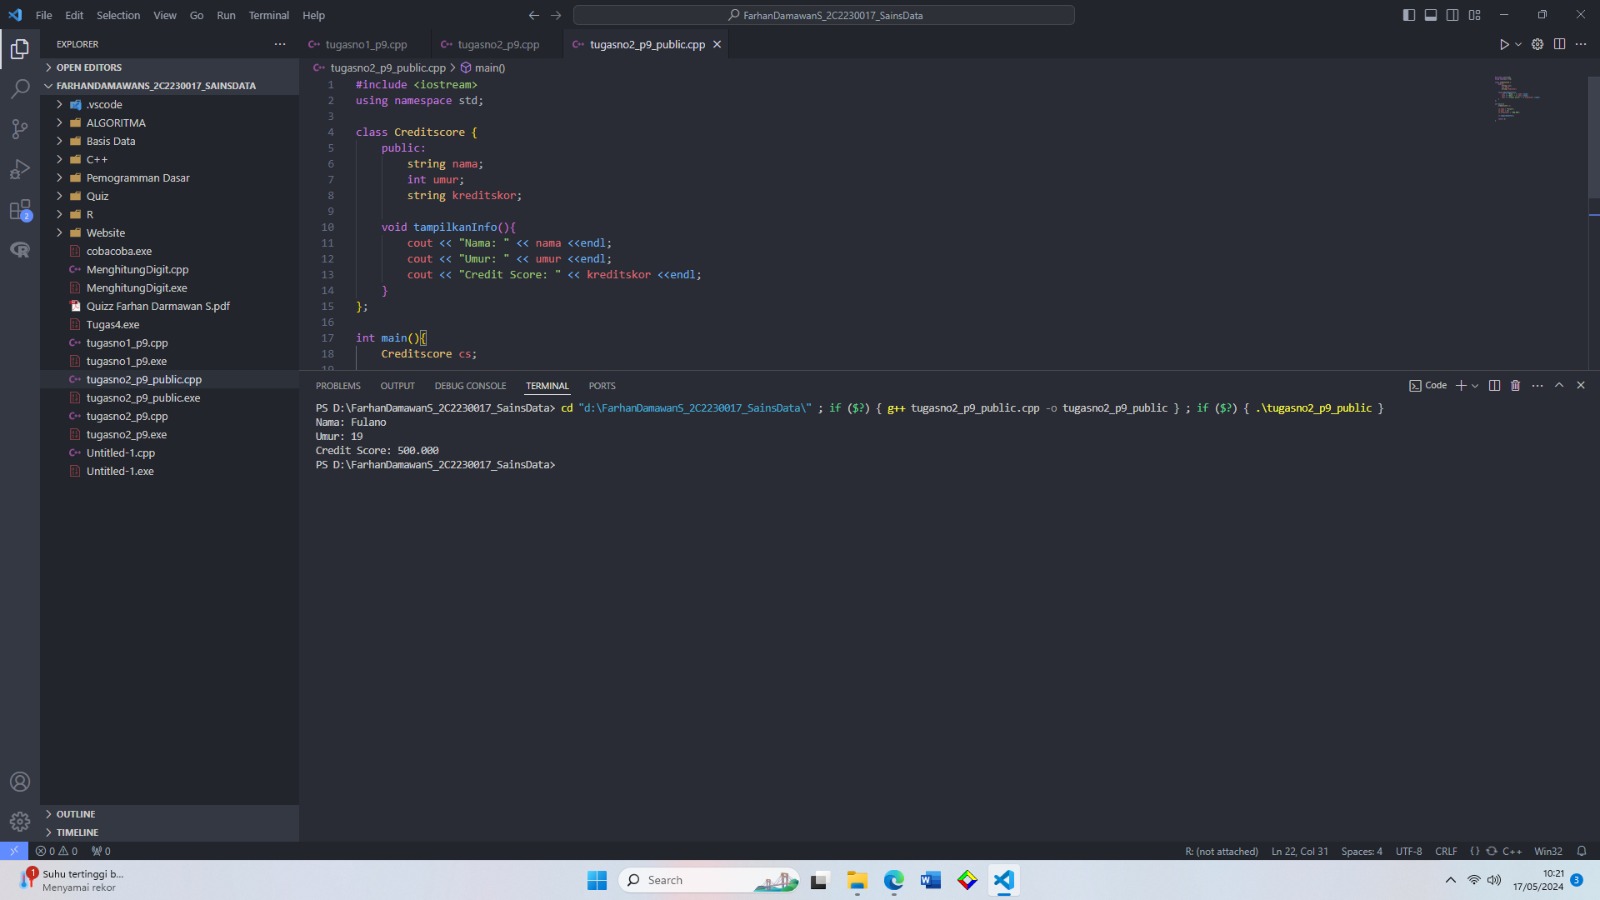 File Edit Selection View Go Run Terminal Help
FarhanDamawanS_2C2230017_SainsData
EXPLORER
OPEN EDITORS
FARHANDAMAWANS_2C2230017_SAINSDATA
.vscode
ALGORITMA
Basis Data
C++
Pemogramman Dasar
Quiz
R
Website
cobacoba.exe
MenghitungDigit.cpp
MenghitungDigit.exe
Quizz Farhan Darmawan S.pdf
Tugas4.exe
tugasno1_p9.cpp
tugasno1_p9.exe
tugasno2_p9_public.cpp
tugasno2_p9_public.exe
tugasno2_p9.cpp
tugasno2_p9.exe
Untitled-1.cpp
Untitled-1.exe
OUTLINE
TIMELINE
2
tugasno1_p9.cpp tugasno2_p9.cpp tugasno2_p9_public.cpp
tugasno2_p9_public.cpp > main()
1 #include <iostream>
2 using namespace std;
3
4 class Creditscore {
5 public:
6 string nama;
7 int umur;
8 string kreditskor;
9
10 void tampilkanInfo(){
11 cout << "Nama: " << nama <<endl;
12 cout << "Umur: " << umur <<endl;
13 cout << "Credit Score: " << kreditskor <<endl;
14 }
15 };
16
17 int main(){
18 Creditscore cs;
19
PROBLEMS OUTPUT DEBUG CONSOLE TERMINAL PORTS
Code
PS D:\FarhanDamawanS_2C2230017_SainsData> cd "d:\FarhanDamawanS_2C2230017_SainsData\" ; if ($?) { g++ tugasno2_p9_public.cpp -o tugasno2_p9_public } ; if ($?) { .\tugasno2_p9_public }
Nama: Fulano
Umur: 19
Credit Score: 500.000
PS D:\FarhanDamawanS_2C2230017_SainsData>
0 0 0
R: (not attached) Ln 22, Col 31 Spaces: 4 UTF-8 CRLF {} C++ Win32
1
Suhu tertinggi b...
Menyamai rekor
Search
10:21
17/05/2024
3